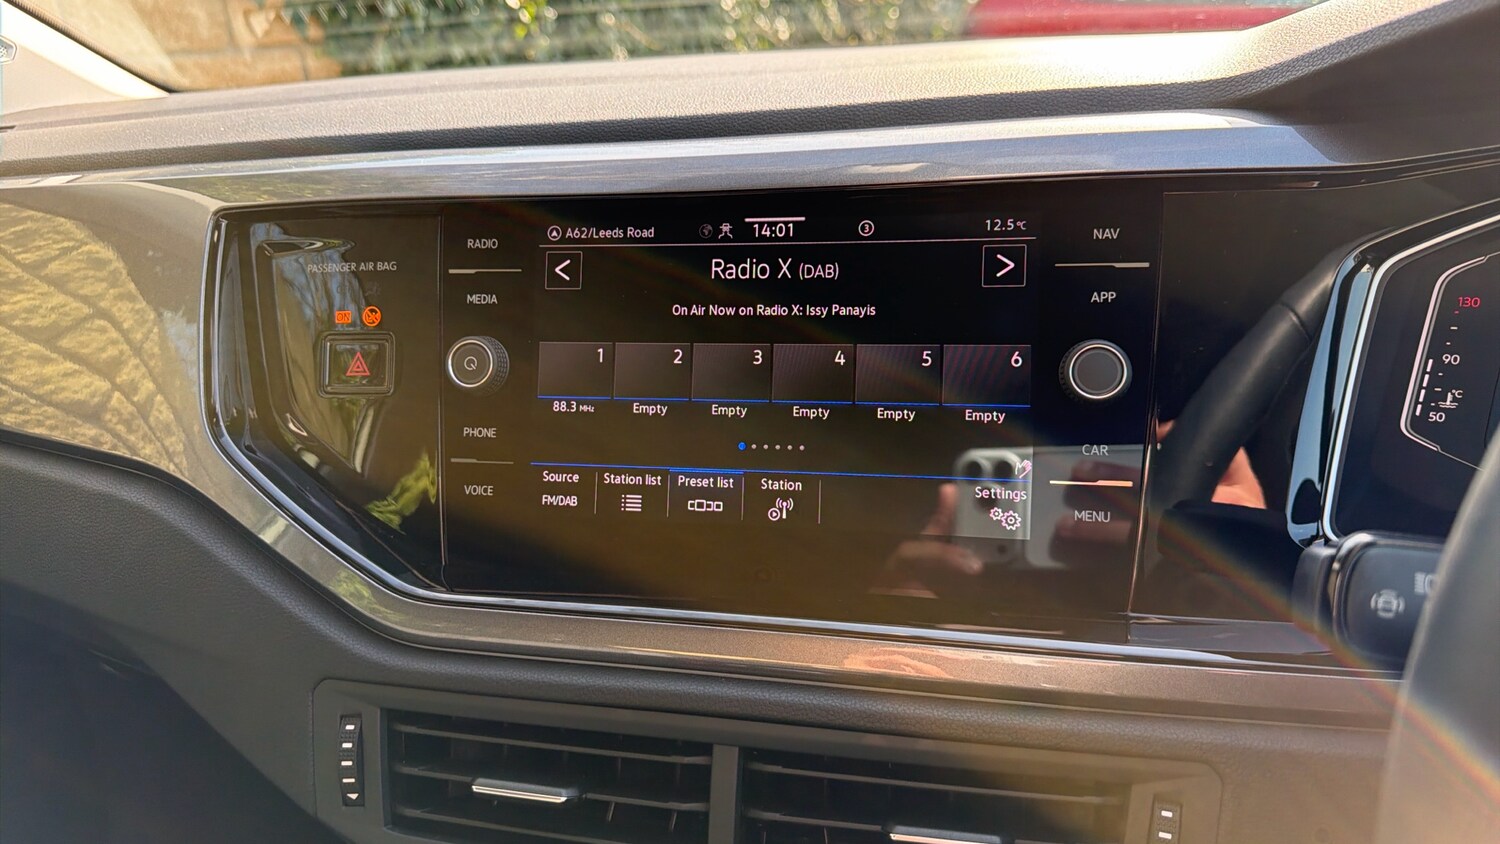 A62/Leeds Road 14:01 3 12.5°C
RADIO
MEDIA
PHONE
VOICE
PASSENGER AIR BAG
ON
Radio X (DAB)
On Air Now on Radio X: Issy Panayis
1 2 3 4 5 6
88.3 MHz Empty Empty Empty Empty Empty
Source Station list Preset list Station Settings
FM/DAB
NAV
APP
CAR
MENU
130
90
°C
50